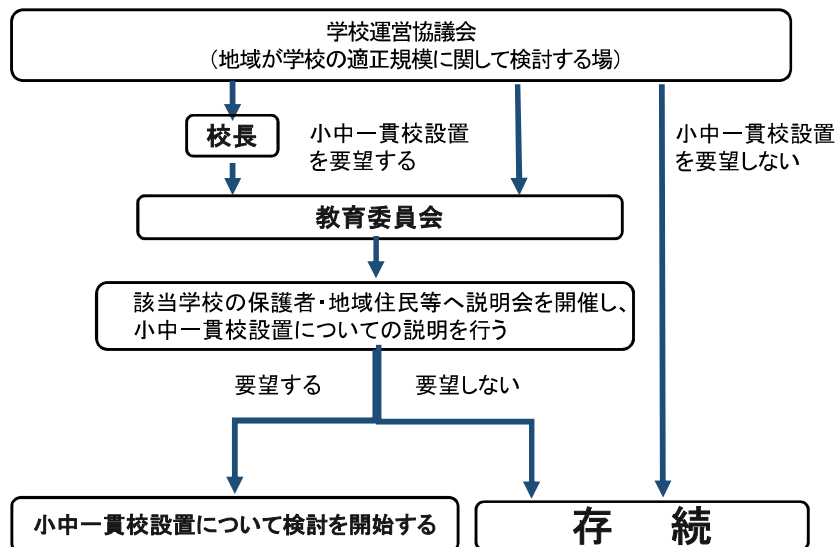 学校運営協議会
（地域が学校の適正規模に関して検討する場）
校長
小中一貫校設置
を要望する
小中一貫校設置
を要望しない
教育委員会
該当学校の保護者・地域住民等へ説明会を開催し、
小中一貫校設置についての説明を行う
要望する
要望しない
小中一貫校設置について検討を開始する
存　続